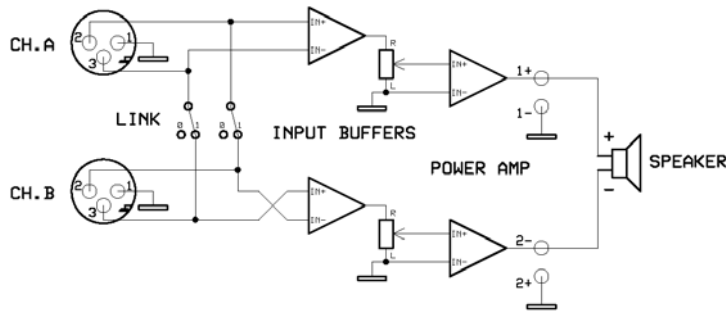 CH.A
2
1
3
IN+
IN-
R
L
IN+
IN-
1+
1-
LINK
0
1
0
1
INPUT BUFFERS
POWER AMP
+
-
SPEAKER
CH.B
2
1
3
IN+
IN-
R
L
IN+
IN-
2-
2+